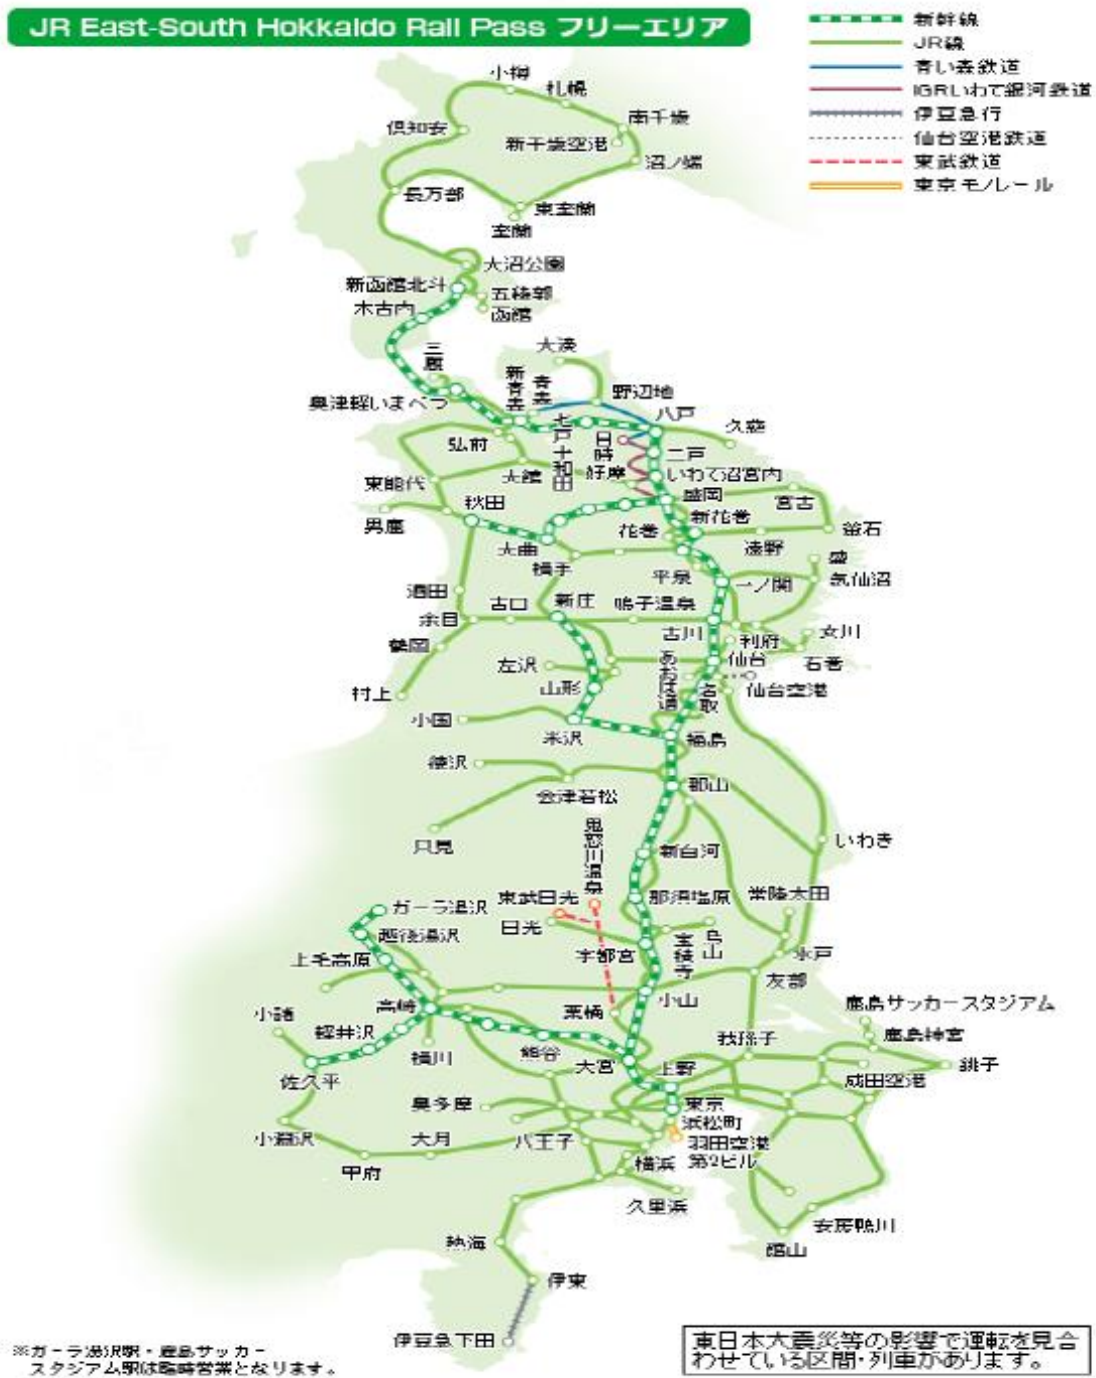 JR East-South Hokkaido Rail Pass フリーエリア
新幹線
JR線
青い森鉄道
IGRいわて銀河鉄道
伊豆急行
仙台空港鉄道
東武鉄道
東京モノレール
小樽
札幌
南千歳
倶知安
新千歳空港
沼ノ端
長万部
東室蘭
室蘭
大沼公園
新函館北斗
五稜郭
木古内
函館
三厩
大湊
新青森
青森
野辺地
奥津軽いまべつ
八戸
久慈
弘前
七戸十和田
目時
二戸
大館
好摩
いわて沼宮内
東能代
秋田
盛岡
宮古
男鹿
新花巻
花巻
釜石
大曲
遠野
横手
平泉
盛
一ノ関
気仙沼
酒田
古口
新庄
鳴子温泉
余目
古川
利府
女川
鶴岡
左沢
あおば通
仙台
石巻
山形
名取
仙台空港
村上
小国
米沢
福島
徳沢
郡山
会津若松
鬼怒川温泉
只見
いわき
新白河
東武日光
那須塩原
常陸太田
ガーラ湯沢
日光
越後湯沢
宇都宮
宝積寺
烏山
水戸
上毛高原
友部
高崎
小山
小諸
栗橋
鹿島サッカースタジアム
軽井沢
我孫子
鹿島神宮
横川
熊谷
大宮
上野
佐久平
成田空港
銚子
奥多摩
東京
浜松町
小淵沢
大月
八王子
羽田空港
第2ビル
甲府
横浜
久里浜
安房鴨川
熱海
館山
伊東
伊豆急下田
※ガーラ湯沢駅・鹿島サッカー
スタジアム駅は臨時営業となります。
東日本大震災等の影響で運転を見合
わせている区間・列車があります。